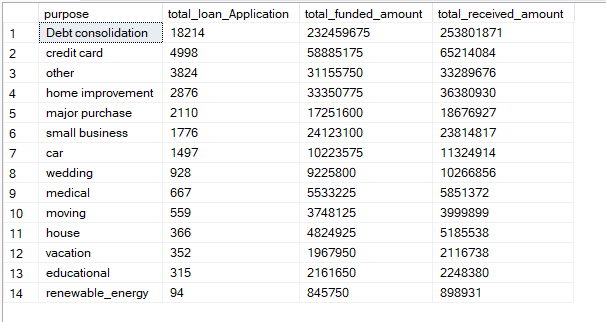 purpose total_loan_Application total_funded_amount total_received_amount
1 Debt consolidation 18214 232459675 253801871
2 credit card 4998 58885175 65214084
3 other 3824 31155750 33289676
4 home improvement 2876 33350775 36380930
5 major purchase 2110 17251600 18676927
6 small business 1776 24123100 23814817
7 car 1497 10223575 11324914
8 wedding 928 9225800 10266856
9 medical 667 5533225 5851372
10 moving 559 3748125 3999899
11 house 366 4824925 5185538
12 vacation 352 1967950 2116738
13 educational 315 2161650 2248380
14 renewable_energy 94 845750 898931